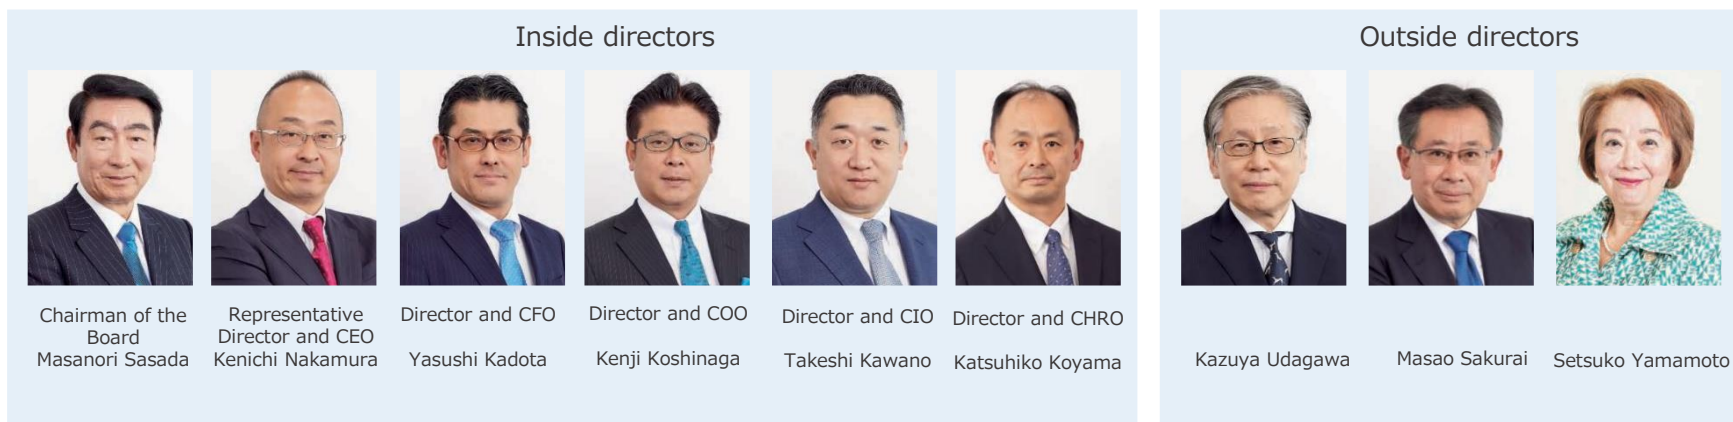 Inside directors
Chairman of the
Board
Masanori Sasada
Representative
Director and CEO
Kenichi Nakamura
Director and CFO
Yasushi Kadota
Director and COO
Kenji Koshinaga
Director and CIO
Takeshi Kawano
Director and CHRO
Katsuhiko Koyama
Outside directors
Kazuya Udagawa
Masao Sakurai
Setsuko Yamamoto